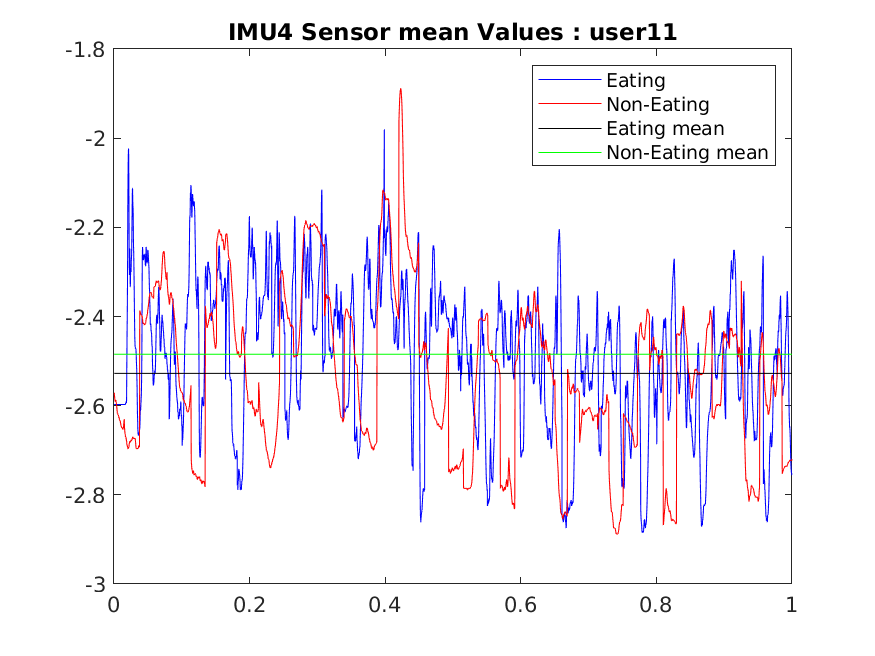 IMU4 Sensor mean Values : user11
-1.8
-2
-2.2
-2.4
-2.6
-2.8
-3
0
0.2
0.4
0.6
0.8
1
Eating
Non-Eating
Eating mean
Non-Eating mean